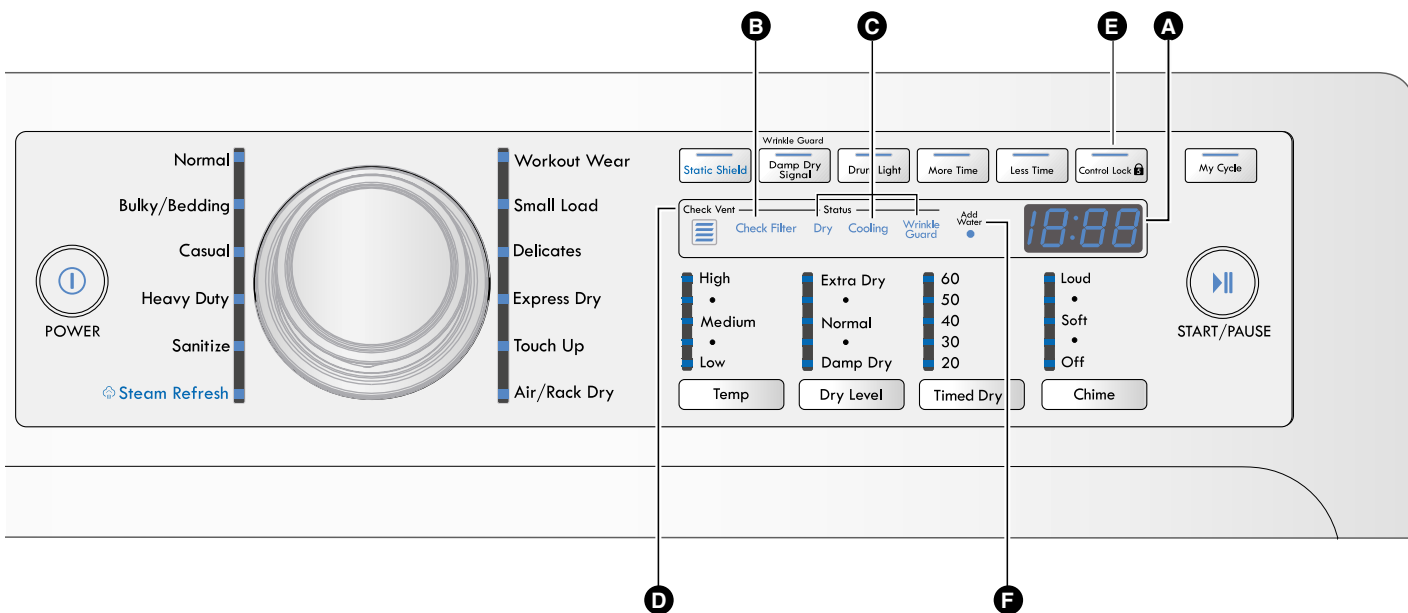 B
C
E
A
Normal
Bulky/Bedding
Casual
Heavy Duty
Sanitize
Steam Refresh
POWER
Workout Wear
Small Load
Delicates
Express Dry
Touch Up
Air/Rack Dry
Wrinkle Guard
Static Shield
Damp Dry
Signal
Drum Light
More Time
Less Time
Control Lock
My Cycle
Check Vent
Status
Check Filter
Dry
Cooling
Wrinkle
Guard
Add
Water
18:88
High
Medium
Low
Temp
Extra Dry
Normal
Damp Dry
Dry Level
60
50
40
30
20
Timed Dry
Loud
Soft
Off
Chime
START/PAUSE
D
F